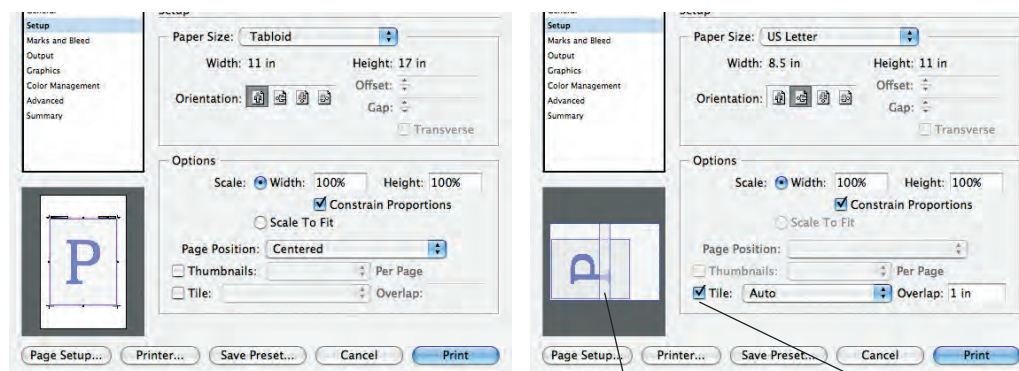 Setup
Marks and Bleed
Output
Graphics
Color Management
Advanced
Summary
Paper Size: Tabloid
Width: 11 in Height: 17 in
Orientation: Offset:
Gap:
Transverse
Options
Scale: Width: 100% Height: 100%
Constrain Proportions
Scale To Fit
Page Position: Centered
Thumbnails: Per Page
Tile: Overlap:
P
Page Setup... Printer... Save Preset... Cancel Print
Setup
Marks and Bleed
Output
Graphics
Color Management
Advanced
Summary
Paper Size: US Letter
Width: 8.5 in Height: 11 in
Orientation: Offset:
Gap:
Transverse
Options
Scale: Width: 100% Height: 100%
Constrain Proportions
Scale To Fit
Page Position:
Thumbnails: Per Page
Tile: Auto Overlap: 1 in
P
Page Setup... Printer... Save Preset... Cancel Print